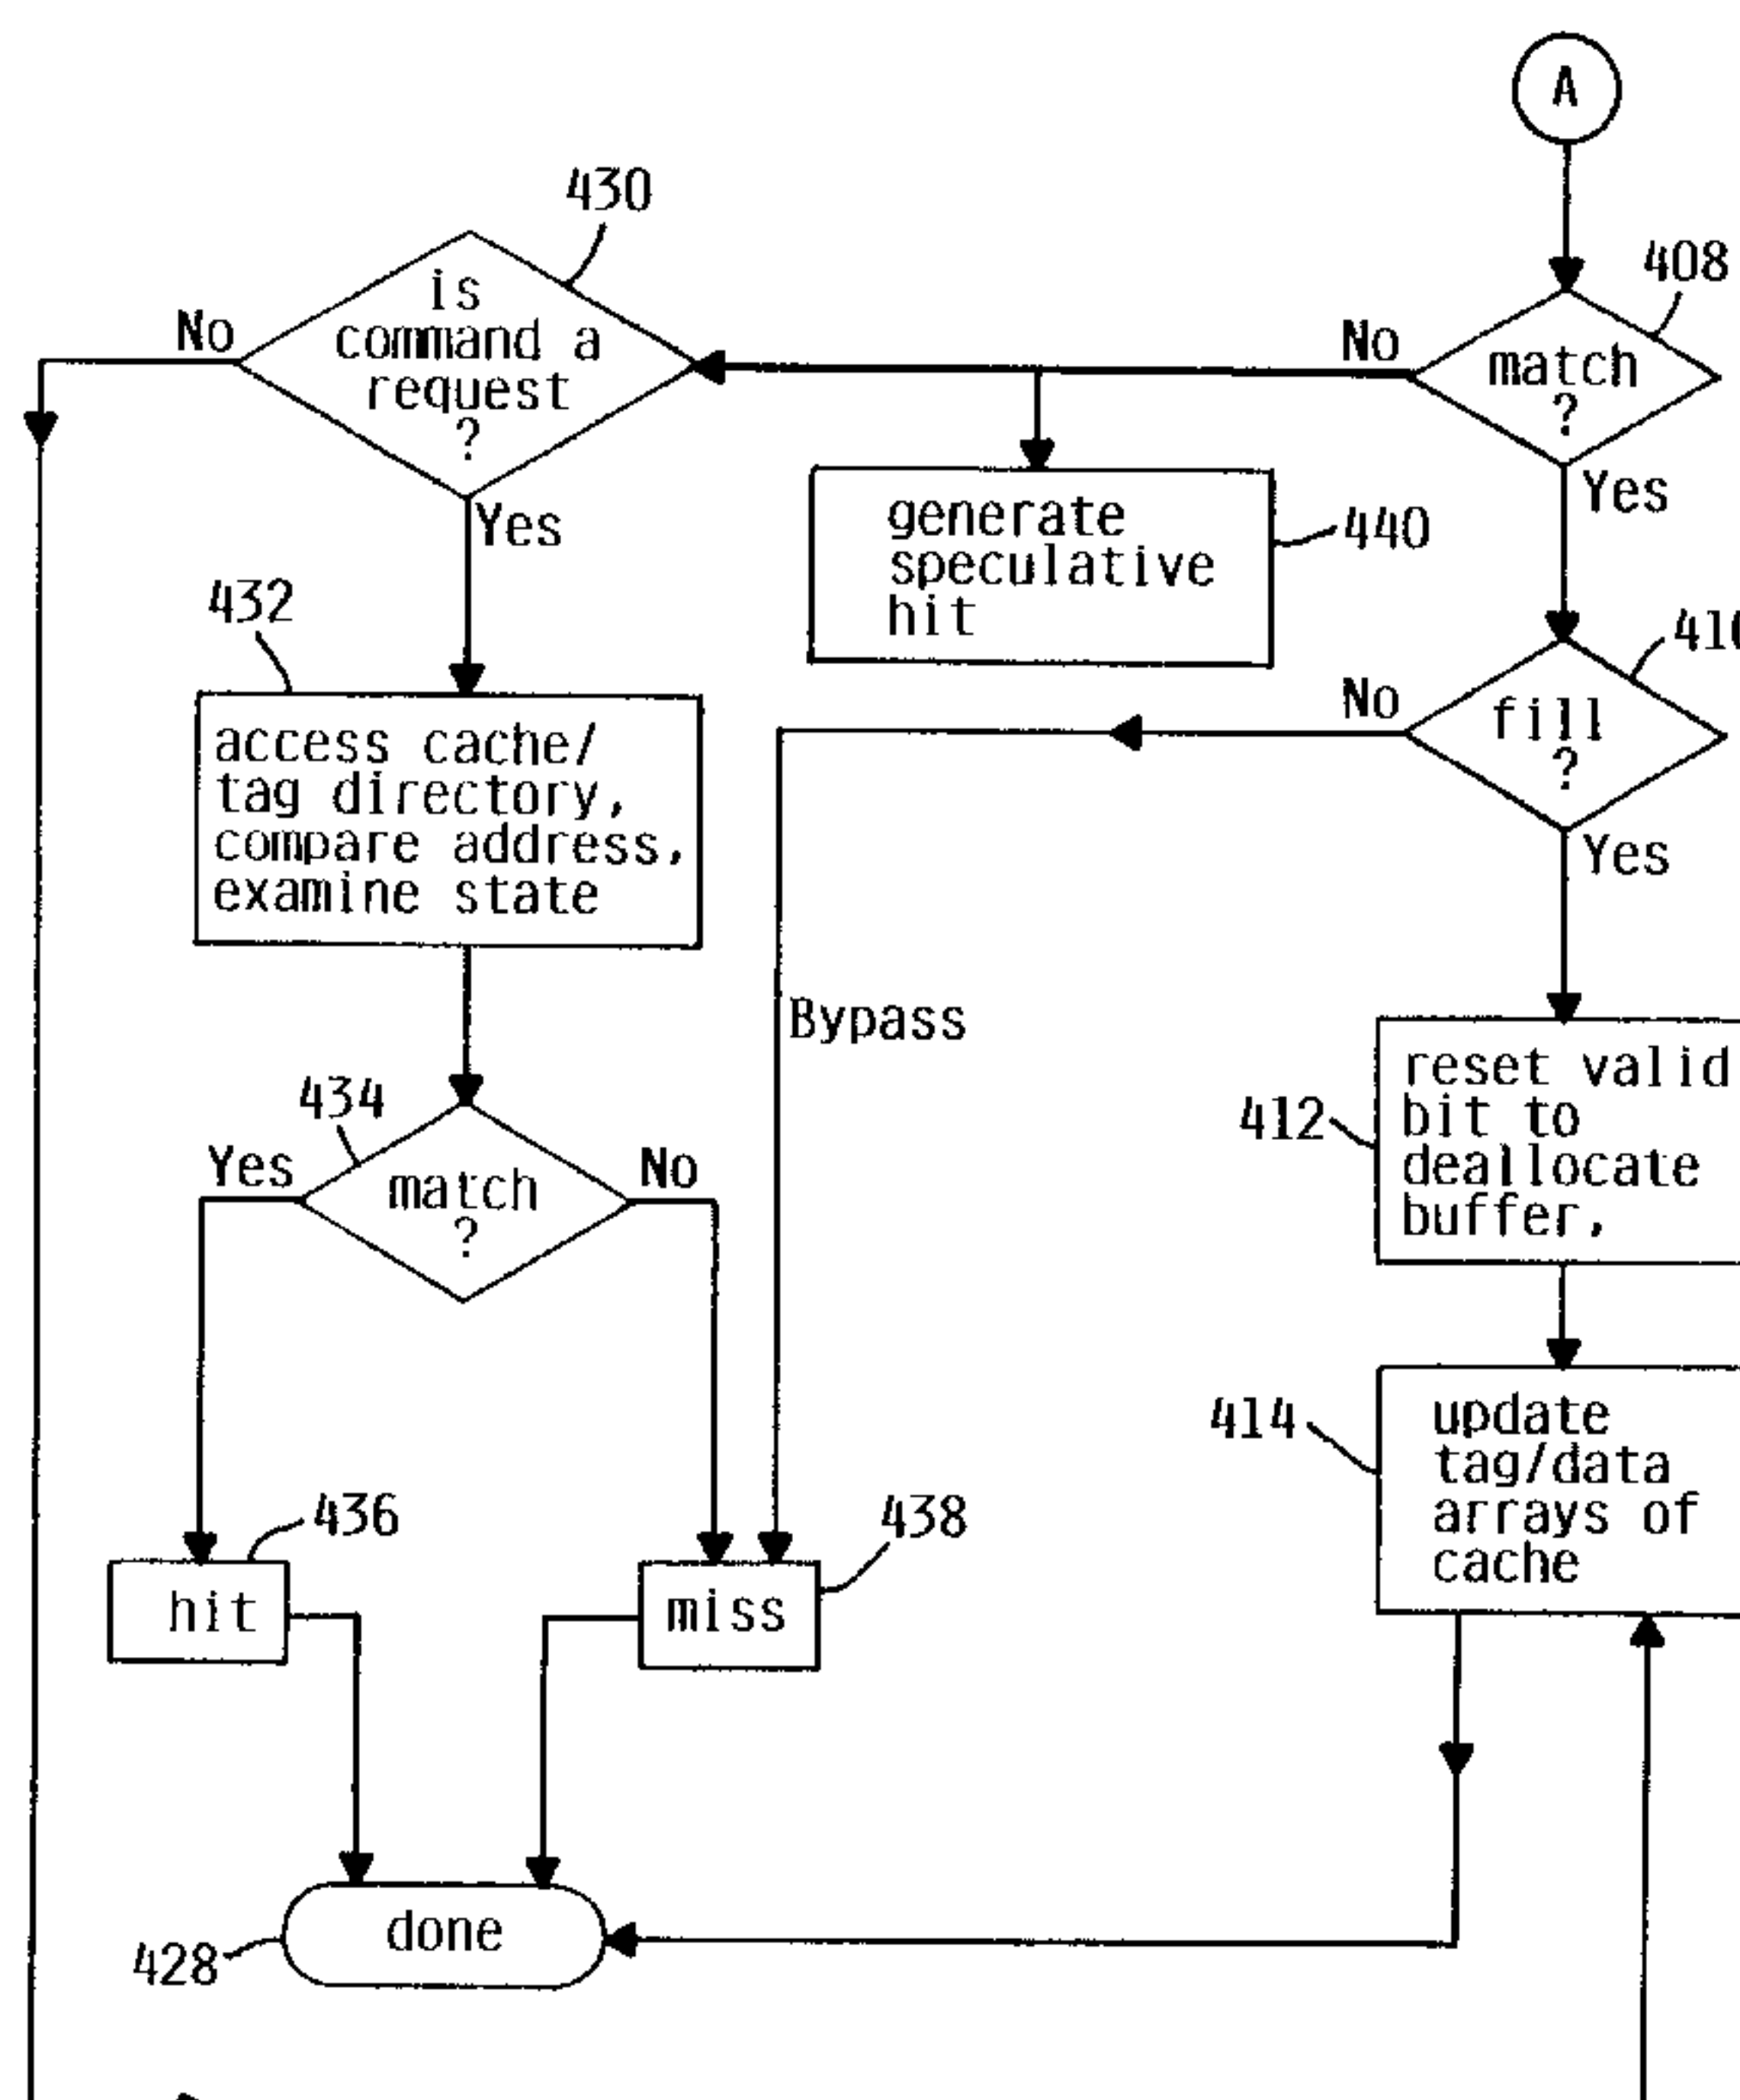 A
430
408
is
command a
request
?
No
No
match
?
Yes
Yes
generate
speculative
hit
440
432
No
fill
?
access cache/
tag directory,
compare address,
examine state
Yes
Bypass
434
Yes
match
?
No
412
reset valid
bit to
deallocate
buffer,
414
update
tag/data
arrays of
cache
436
438
hit
miss
done
428